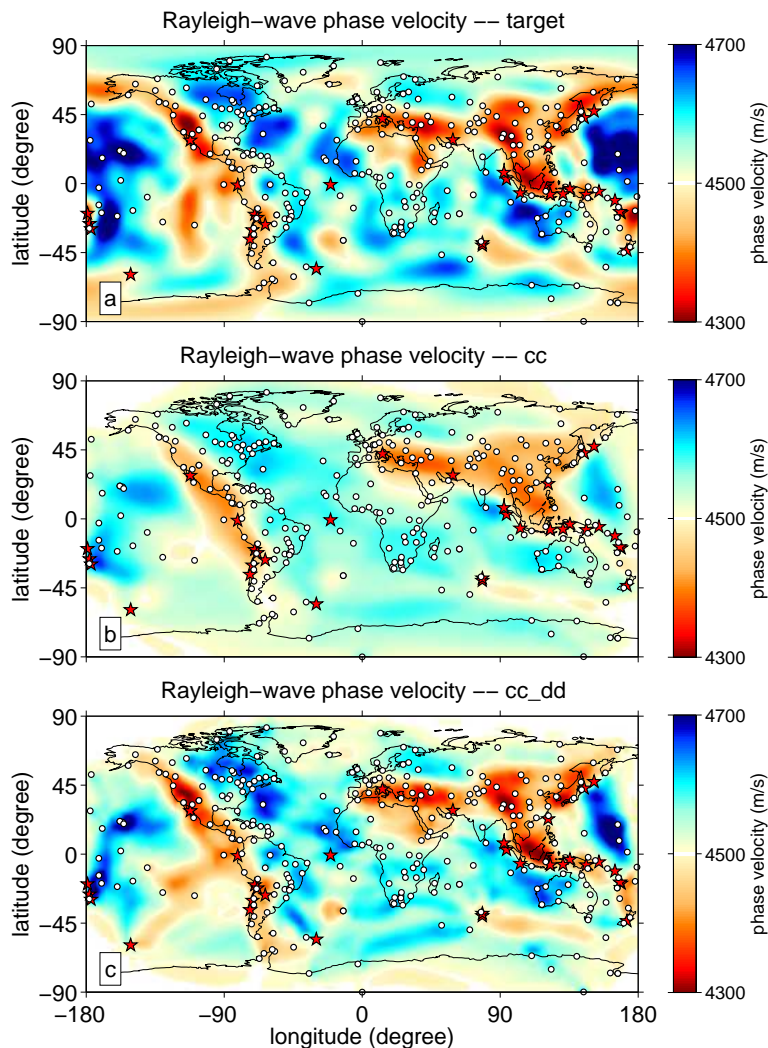 Rayleigh−wave phase velocity −− target
90
45
0
−45
−90
latitude (degree)
a
4700
4500
4300
phase velocity (m/s)
Rayleigh−wave phase velocity −− cc
90
45
0
−45
−90
latitude (degree)
b
4700
4500
4300
phase velocity (m/s)
Rayleigh−wave phase velocity −− cc_dd
90
45
0
−45
−90
latitude (degree)
c
4700
4500
4300
phase velocity (m/s)
−180 −90 0 90 180
longitude (degree)